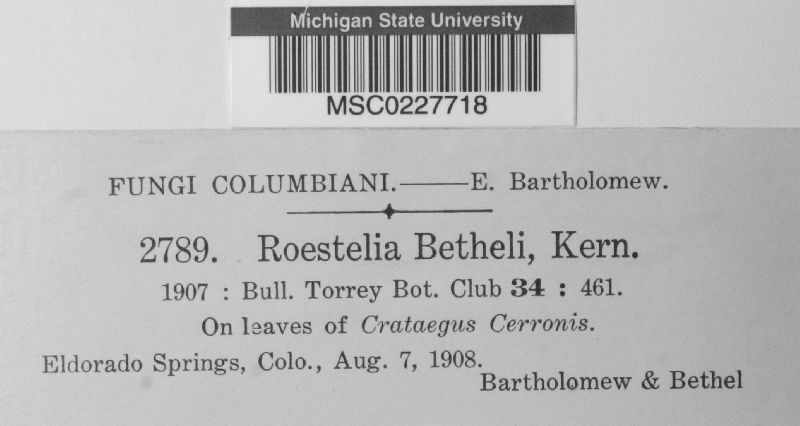 Michigan State University
MSC0227718
FUNGI COLUMBIANI.——E. Bartholomew.
2789. Roestelia Betheli, Kern.
1907 : Bull. Torrey Bot. Club 34 : 461.
On leaves of Crataegus Cerronis.
Eldorado Springs, Colo., Aug. 7, 1908.
Bartholomew & Bethel